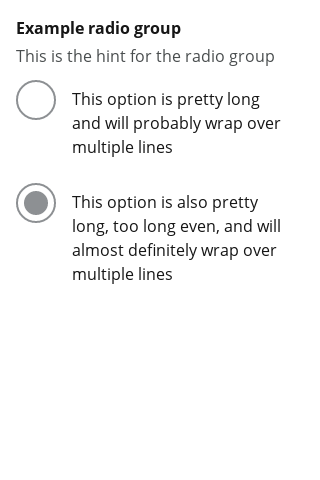 Example radio group
This is the hint for the radio group
This option is pretty long
and will probably wrap over
multiple lines
This option is also pretty
long, too long even, and will
almost definitely wrap over
multiple lines